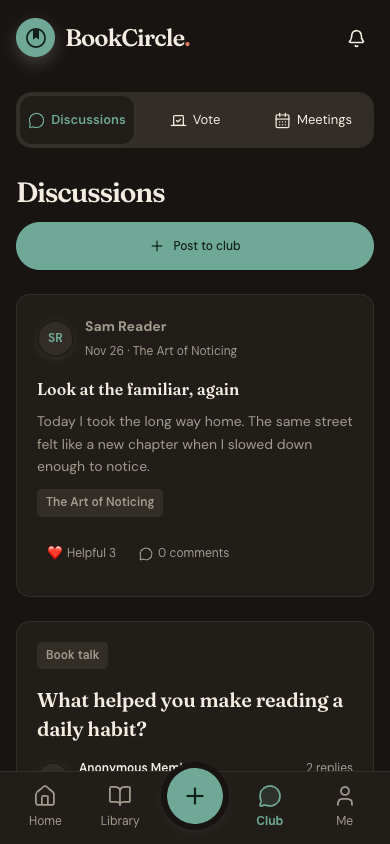 BookCircle.
Discussions
Vote
Meetings
Discussions
Post to club
SR
Sam Reader
Nov 26 · The Art of Noticing
Look at the familiar, again
Today I took the long way home. The same street
felt like a new chapter when I slowed down
enough to notice.
The Art of Noticing
Helpful 3
0 comments
Book talk
What helped you make reading a
daily habit?
Anonymous
2 replies
Home
Library
Club
Me